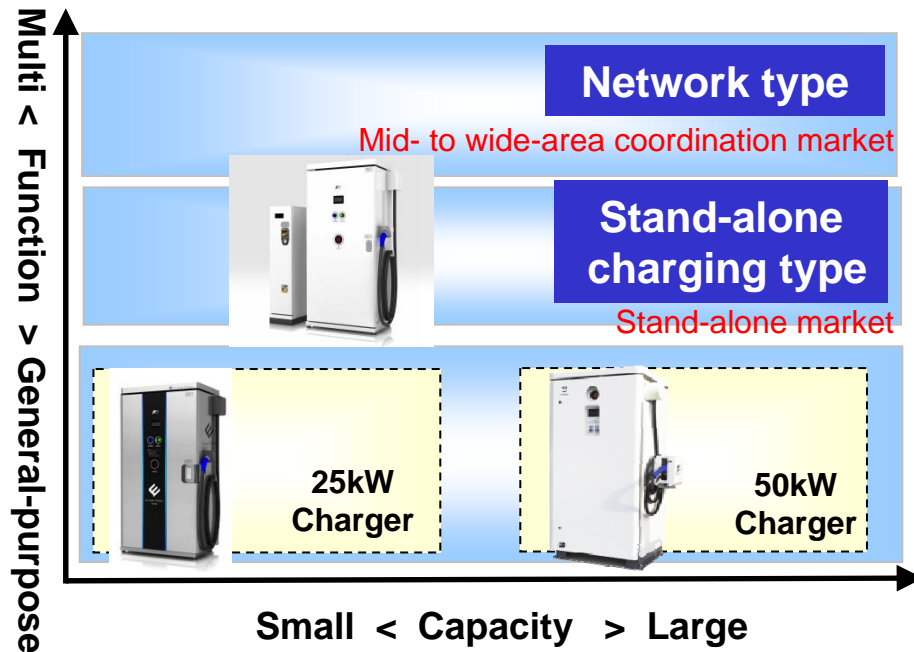 Multi < Function > General-purpose
Network type
Mid- to wide-area coordination market
Stand-alone
charging type
Stand-alone market
25kW
Charger
50kW
Charger
Small < Capacity > Large